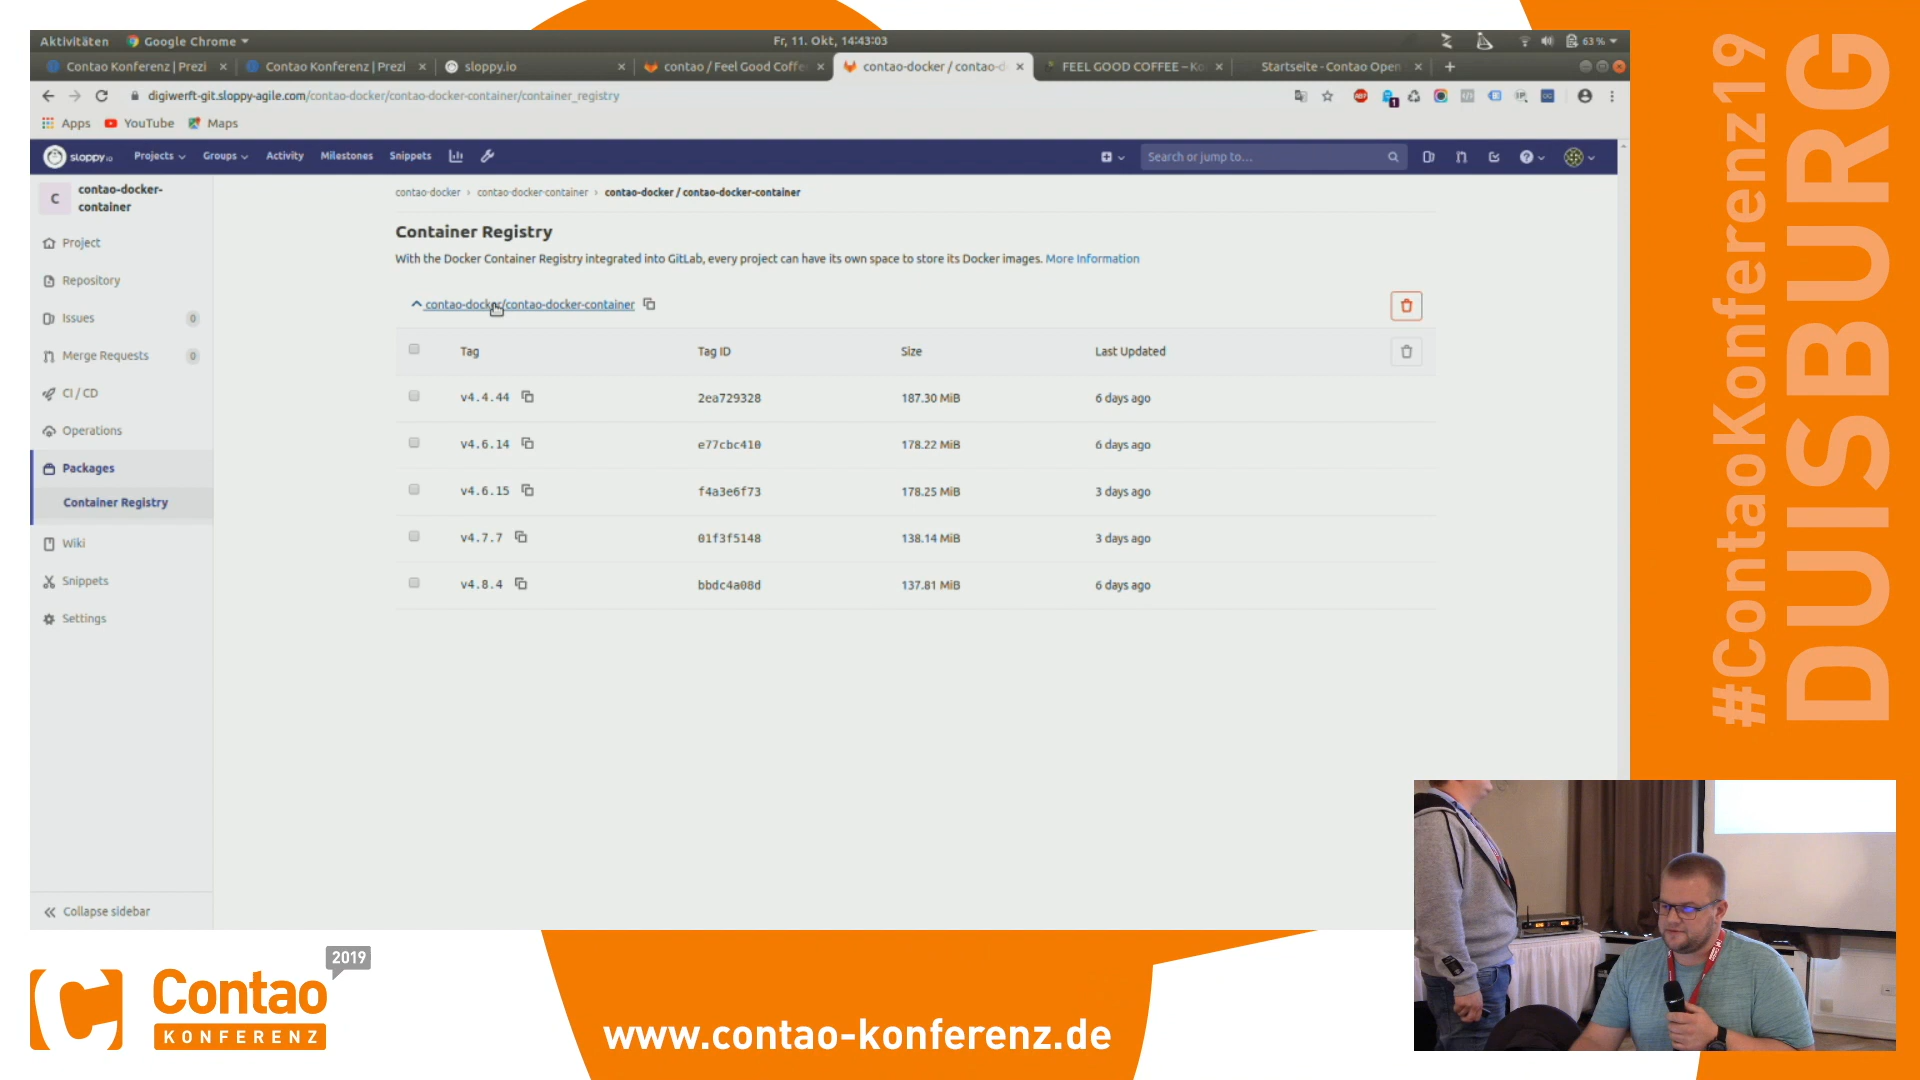 Aktivitäten Google Chrome Fr, 11. Okt, 14:43:03 63 %
Contao Konferenz | Prezi Contao Konferenz | Prezi sloppy.io contao / Feel Good Coffe contao-docker / contao-d FEEL GOOD COFFEE – Ko Startseite - Contao Open
digiwerft-git.sloppy-agile.com/contao-docker/contao-docker-container/container_registry
Apps YouTube Maps
sloppy.io Projects Groups Activity Milestones Snippets Search or jump to...
C contao-docker-container
Project
Repository
Issues 0
Merge Requests 0
CI / CD
Operations
Packages
Container Registry
Wiki
Snippets
Settings
Collapse sidebar
contao-docker › contao-docker-container › contao-docker / contao-docker-container
Container Registry
With the Docker Container Registry integrated into GitLab, every project can have its own space to store its Docker images. More Information
contao-docker/contao-docker-container
Tag Tag ID Size Last Updated
v4.4.44 2ea729328 187.30 MiB 6 days ago
v4.6.14 e77cbc410 178.22 MiB 6 days ago
v4.6.15 f4a3e6f73 178.25 MiB 3 days ago
v4.7.7 01f3f5148 138.14 MiB 3 days ago
v4.8.4 bbdc4a08d 137.81 MiB 6 days ago
#ContaoKonferenz19
DUISBURG
2019
Contao
KONFERENZ
www.contao-konferenz.de